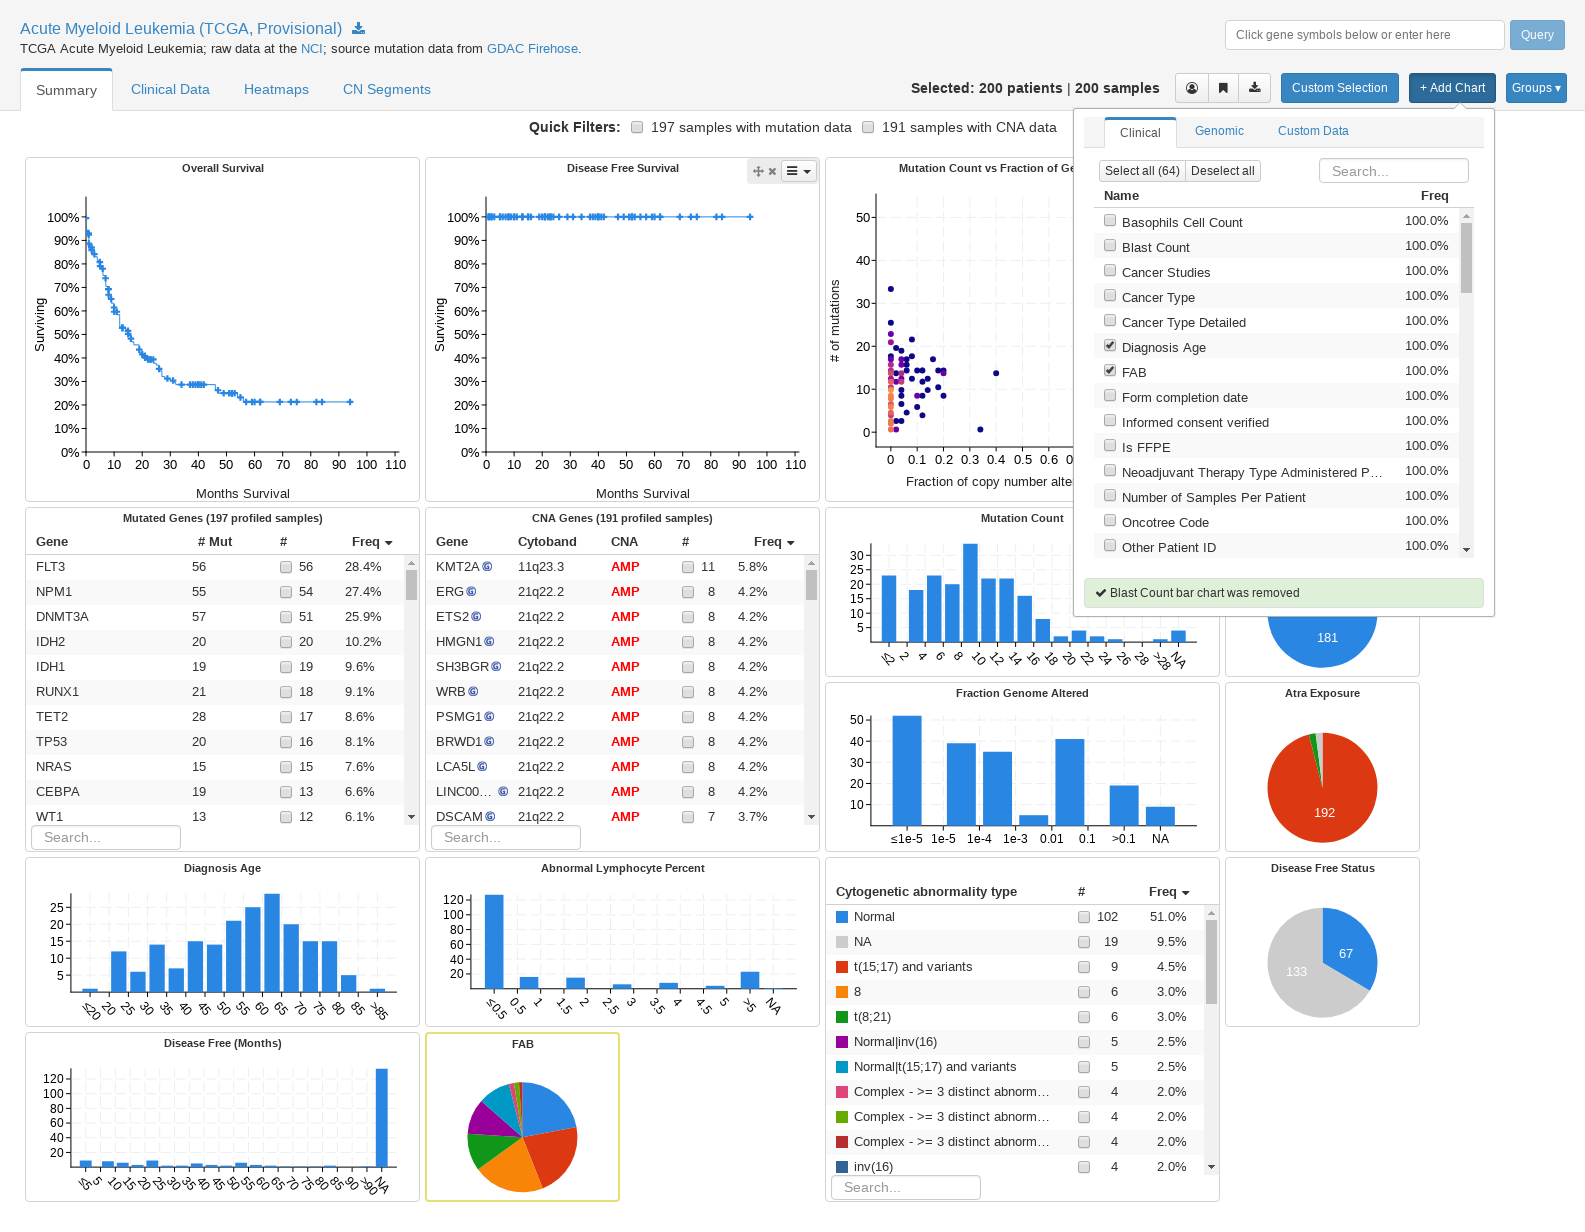 Acute Myeloid Leukemia (TCGA, Provisional)
TCGA Acute Myeloid Leukemia; raw data at the NCI; source mutation data from GDAC Firehose.
Click gene symbols below or enter here
Query
Summary
Clinical Data
Heatmaps
CN Segments
Selected: 200 patients | 200 samples
Custom Selection
+ Add Chart
Groups ▾
Quick Filters:
197 samples with mutation data
191 samples with CNA data
Clinical
Genomic
Custom Data
Select all (64)
Deselect all
Search...
Name Freq
Basophils Cell Count 100.0%
Blast Count 100.0%
Cancer Studies 100.0%
Cancer Type 100.0%
Cancer Type Detailed 100.0%
Diagnosis Age 100.0%
FAB 100.0%
Form completion date 100.0%
Informed consent verified 100.0%
Is FFPE 100.0%
Neoadjuvant Therapy Type Administered P... 100.0%
Number of Samples Per Patient 100.0%
Oncotree Code 100.0%
Other Patient ID 100.0%
Blast Count bar chart was removed
Overall Survival
Surviving
100%
90%
80%
70%
60%
50%
40%
30%
20%
10%
0%
0 10 20 30 40 50 60 70 80 90 100 110
Months Survival
Disease Free Survival
Surviving
100%
90%
80%
70%
60%
50%
40%
30%
20%
10%
0%
0 10 20 30 40 50 60 70 80 90 100 110
Months Survival
Mutation Count vs Fraction of Ge
# of mutations
50
40
30
20
10
0
0 0.1 0.2 0.3 0.4 0.5 0.6
Fraction of copy number alter
Mutated Genes (197 profiled samples)
Gene # Mut # Freq
FLT3 56 56 28.4%
NPM1 55 54 27.4%
DNMT3A 57 51 25.9%
IDH2 20 20 10.2%
IDH1 19 19 9.6%
RUNX1 21 18 9.1%
TET2 28 17 8.6%
TP53 20 16 8.1%
NRAS 15 15 7.6%
CEBPA 19 13 6.6%
WT1 13 12 6.1%
Search...
CNA Genes (191 profiled samples)
Gene Cytoband CNA # Freq
KMT2A G 11q23.3 AMP 11 5.8%
ERG G 21q22.2 AMP 8 4.2%
ETS2 G 21q22.2 AMP 8 4.2%
HMGN1 G 21q22.2 AMP 8 4.2%
SH3BGR G 21q22.2 AMP 8 4.2%
WRB G 21q22.2 AMP 8 4.2%
PSMG1 G 21q22.2 AMP 8 4.2%
BRWD1 G 21q22.2 AMP 8 4.2%
LCA5L G 21q22.2 AMP 8 4.2%
LINC00... G 21q22.2 AMP 8 4.2%
DSCAM G 21q22.2 AMP 7 3.7%
Search...
Mutation Count
30
25
20
15
10
5
≤2 2 4 6 8 10 12 14 16 18 20 22 24 26 28 >28 NA
181
Fraction Genome Altered
50
40
30
20
10
≤1e-5 1e-5 1e-4 1e-3 0.01 0.1 >0.1 NA
Atra Exposure
192
Diagnosis Age
25
20
15
10
5
≤20 20 25 30 35 40 45 50 55 60 65 70 75 80 85 >85
Abnormal Lymphocyte Percent
120
100
80
60
40
20
≤0.5 0.5 1 1.5 2 2.5 3 3.5 4 4.5 5 >5 NA
Cytogenetic abnormality type # Freq
Normal 102 51.0%
NA 19 9.5%
t(15;17) and variants 9 4.5%
8 6 3.0%
t(8;21) 6 3.0%
Normal|inv(16) 5 2.5%
Normal|t(15;17) and variants 5 2.5%
Complex - >= 3 distinct abnorm... 4 2.0%
Complex - >= 3 distinct abnorm... 4 2.0%
Complex - >= 3 distinct abnorm... 4 2.0%
inv(16) 4 2.0%
Search...
Disease Free Status
67
133
Disease Free (Months)
120
100
80
60
40
20
≤5 5 10 15 20 25 30 35 40 45 50 55 60 65 70 75 80 85 90 >90 NA
FAB